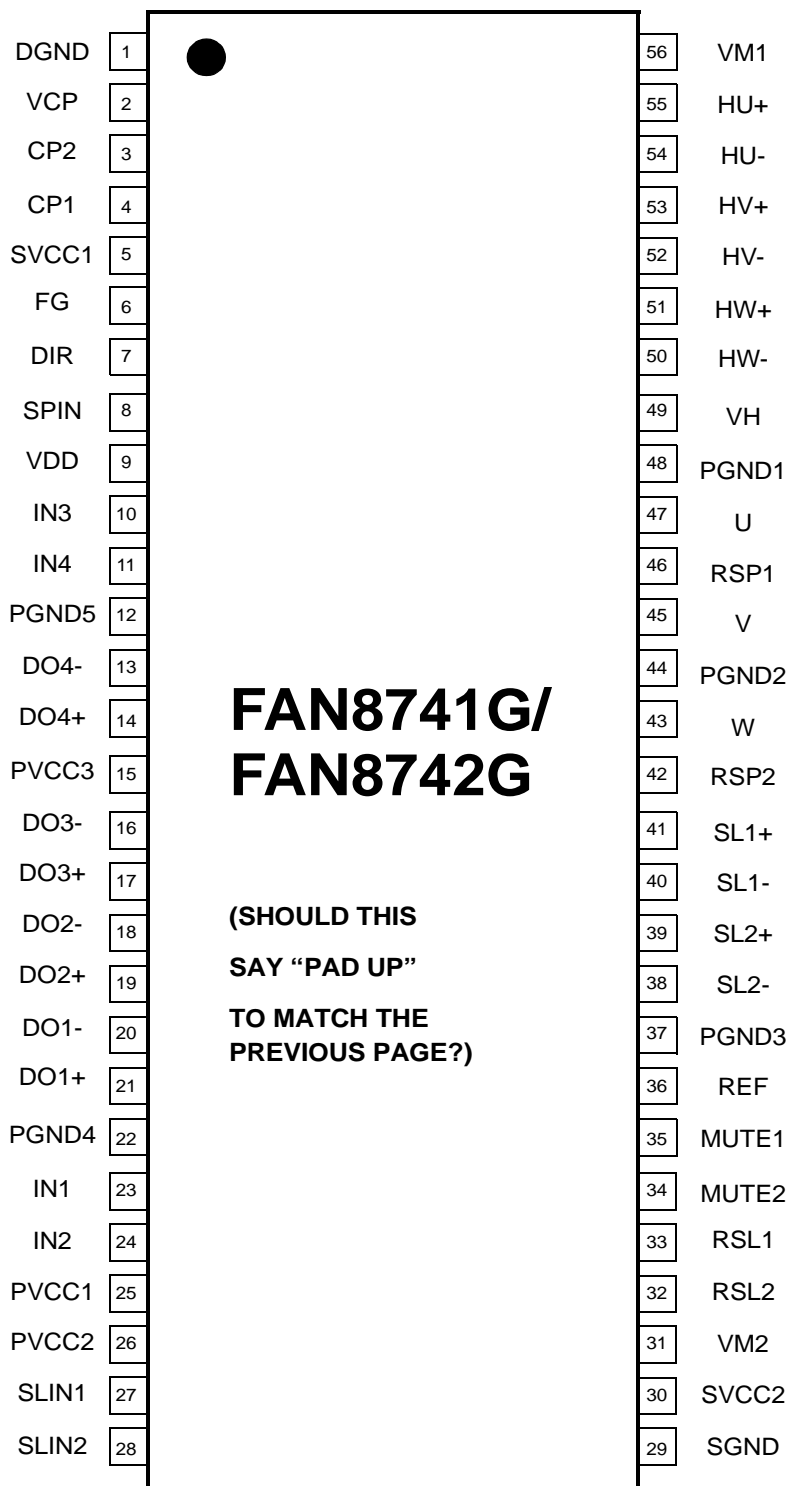 DGND 1
VCP 2
CP2 3
CP1 4
SVCC1 5
FG 6
DIR 7
SPIN 8
VDD 9
IN3 10
IN4 11
PGND5 12
DO4- 13
DO4+ 14
PVCC3 15
DO3- 16
DO3+ 17
DO2- 18
DO2+ 19
DO1- 20
DO1+ 21
PGND4 22
IN1 23
IN2 24
PVCC1 25
PVCC2 26
SLIN1 27
SLIN2 28
FAN8741G/
FAN8742G
(SHOULD THIS
SAY “PAD UP”
TO MATCH THE
PREVIOUS PAGE?)
56 VM1
55 HU+
54 HU-
53 HV+
52 HV-
51 HW+
50 HW-
49 VH
48 PGND1
47 U
46 RSP1
45 V
44 PGND2
43 W
42 RSP2
41 SL1+
40 SL1-
39 SL2+
38 SL2-
37 PGND3
36 REF
35 MUTE1
34 MUTE2
33 RSL1
32 RSL2
31 VM2
30 SVCC2
29 SGND